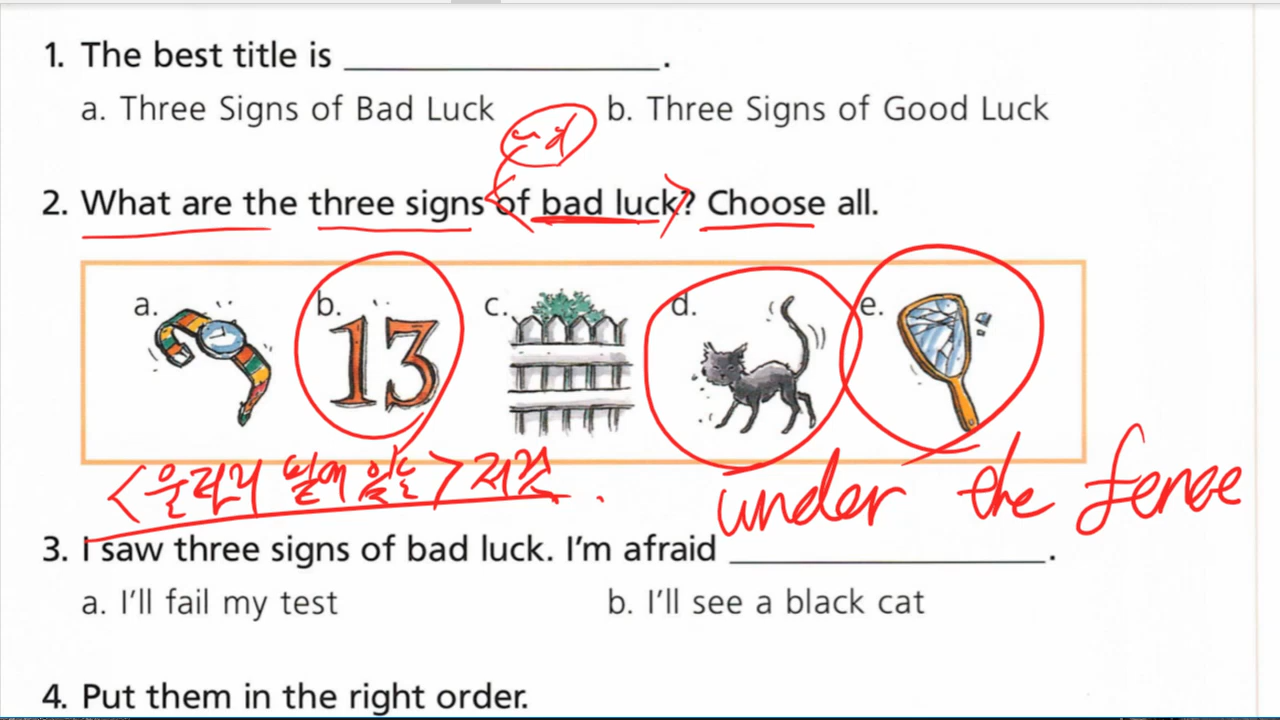 1. The best title is ____________.
a. Three Signs of Bad Luck b. Three Signs of Good Luck
2. What are the three signs of bad luck? Choose all.
a. b. 13 c. d. e.
<울타리 밑에 있는> 저것.
under the fence
3. I saw three signs of bad luck. I'm afraid ____________.
a. I'll fail my test b. I'll see a black cat
4. Put them in the right order.